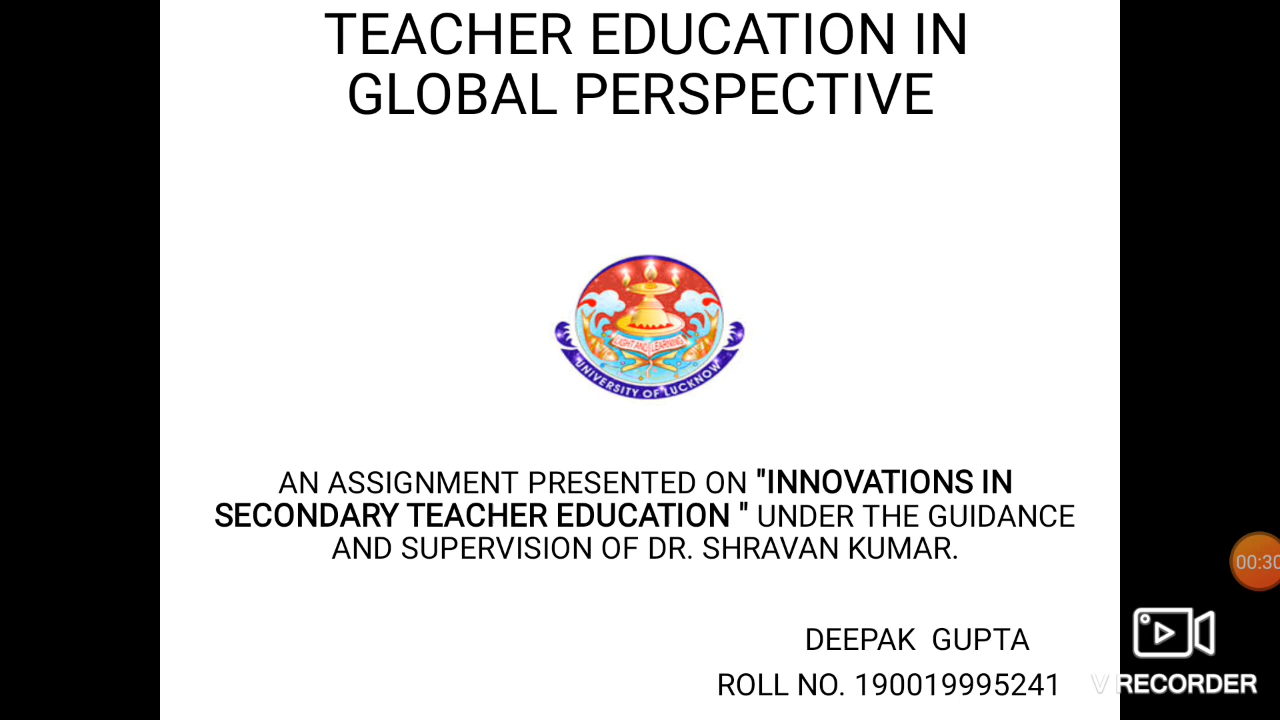 TEACHER EDUCATION IN
GLOBAL PERSPECTIVE
LIGHT AND LEARNING
UNIVERSITY OF LUCKNOW
AN ASSIGNMENT PRESENTED ON "INNOVATIONS IN
SECONDARY TEACHER EDUCATION " UNDER THE GUIDANCE
AND SUPERVISION OF DR. SHRAVAN KUMAR.
00:30
DEEPAK  GUPTA
ROLL NO. 190019995241
V RECORDER